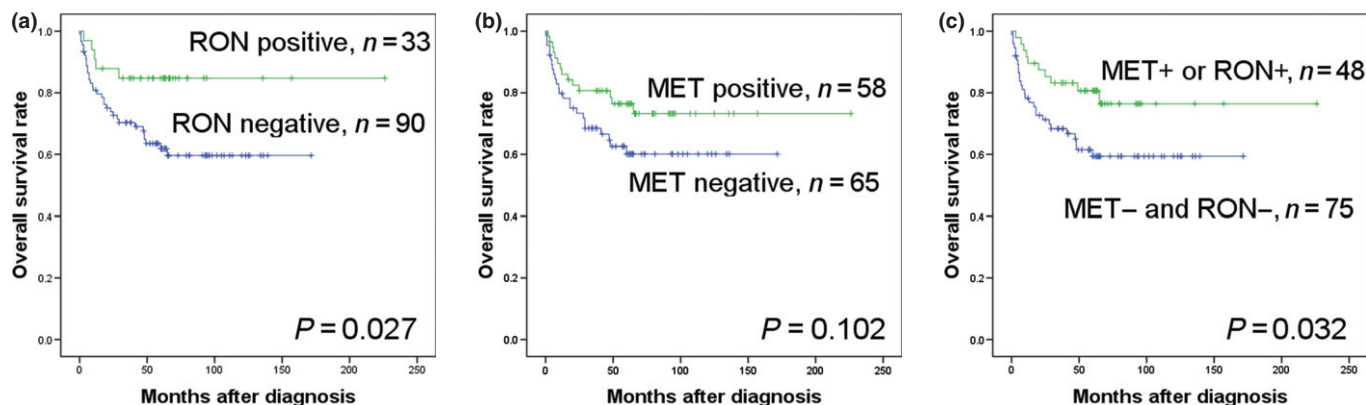 (a)
Overall survival rate
1.0
0.8
0.6
0.4
0.2
0.0
RON positive, n = 33
RON negative, n = 90
P = 0.027
0 50 100 150 200 250
Months after diagnosis
(b)
Overall survival rate
1.0
0.8
0.6
0.4
0.2
0.0
MET positive, n = 58
MET negative, n = 65
P = 0.102
0 50 100 150 200 250
Months after diagnosis
(c)
Overall survival rate
1.0
0.8
0.6
0.4
0.2
0.0
MET+ or RON+, n = 48
MET– and RON–, n = 75
P = 0.032
0 50 100 150 200 250
Months after diagnosis